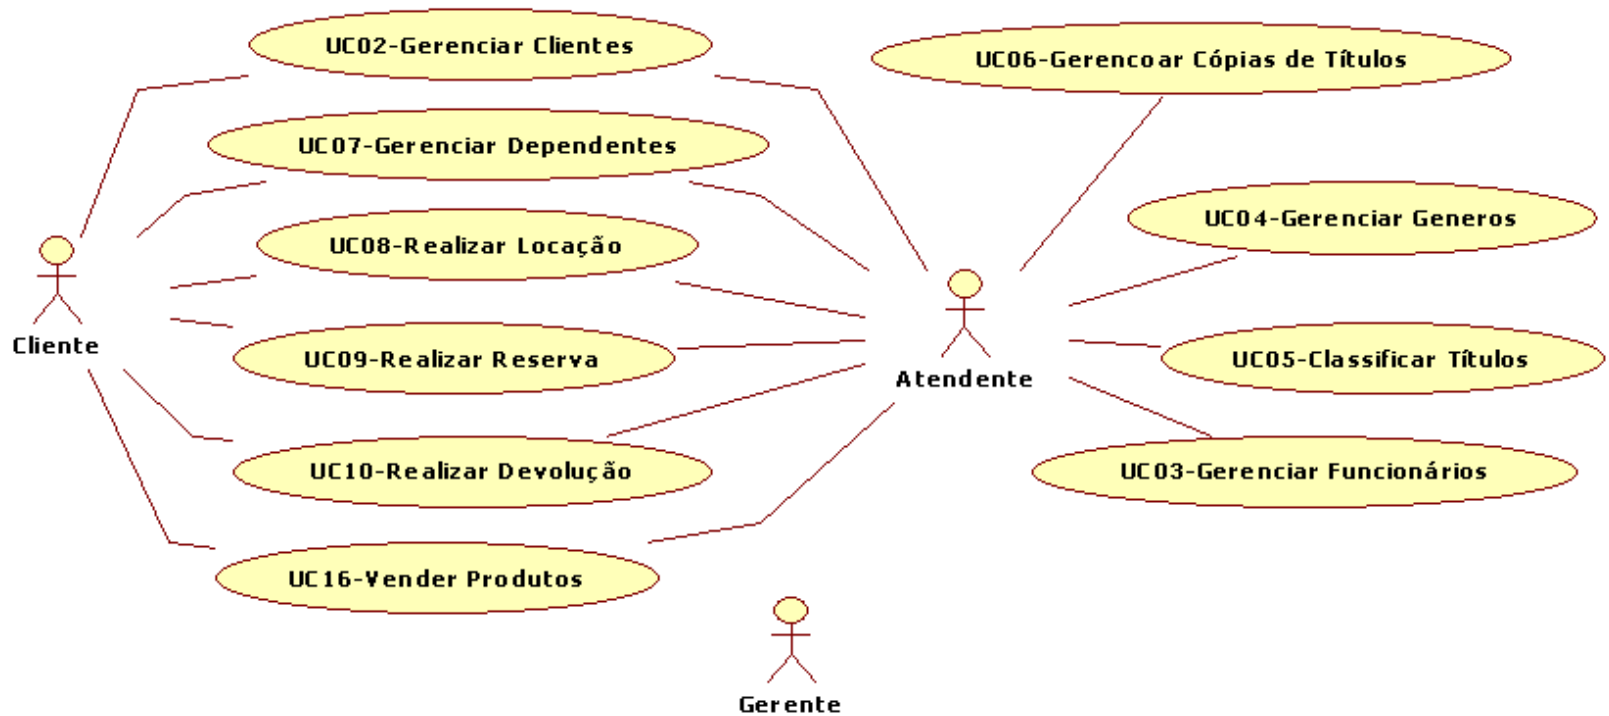 UC02-Gerenciar Clientes
UC06-Gerencoar Cópias de Títulos
UC07-Gerenciar Dependentes
UC04-Gerenciar Generos
UC08-Realizar Locação
Cliente
UC09-Realizar Reserva
UC05-Classificar Títulos
Atendente
UC10-Realizar Devolução
UC03-Gerenciar Funcionários
UC16-Vender Produtos
Gerente